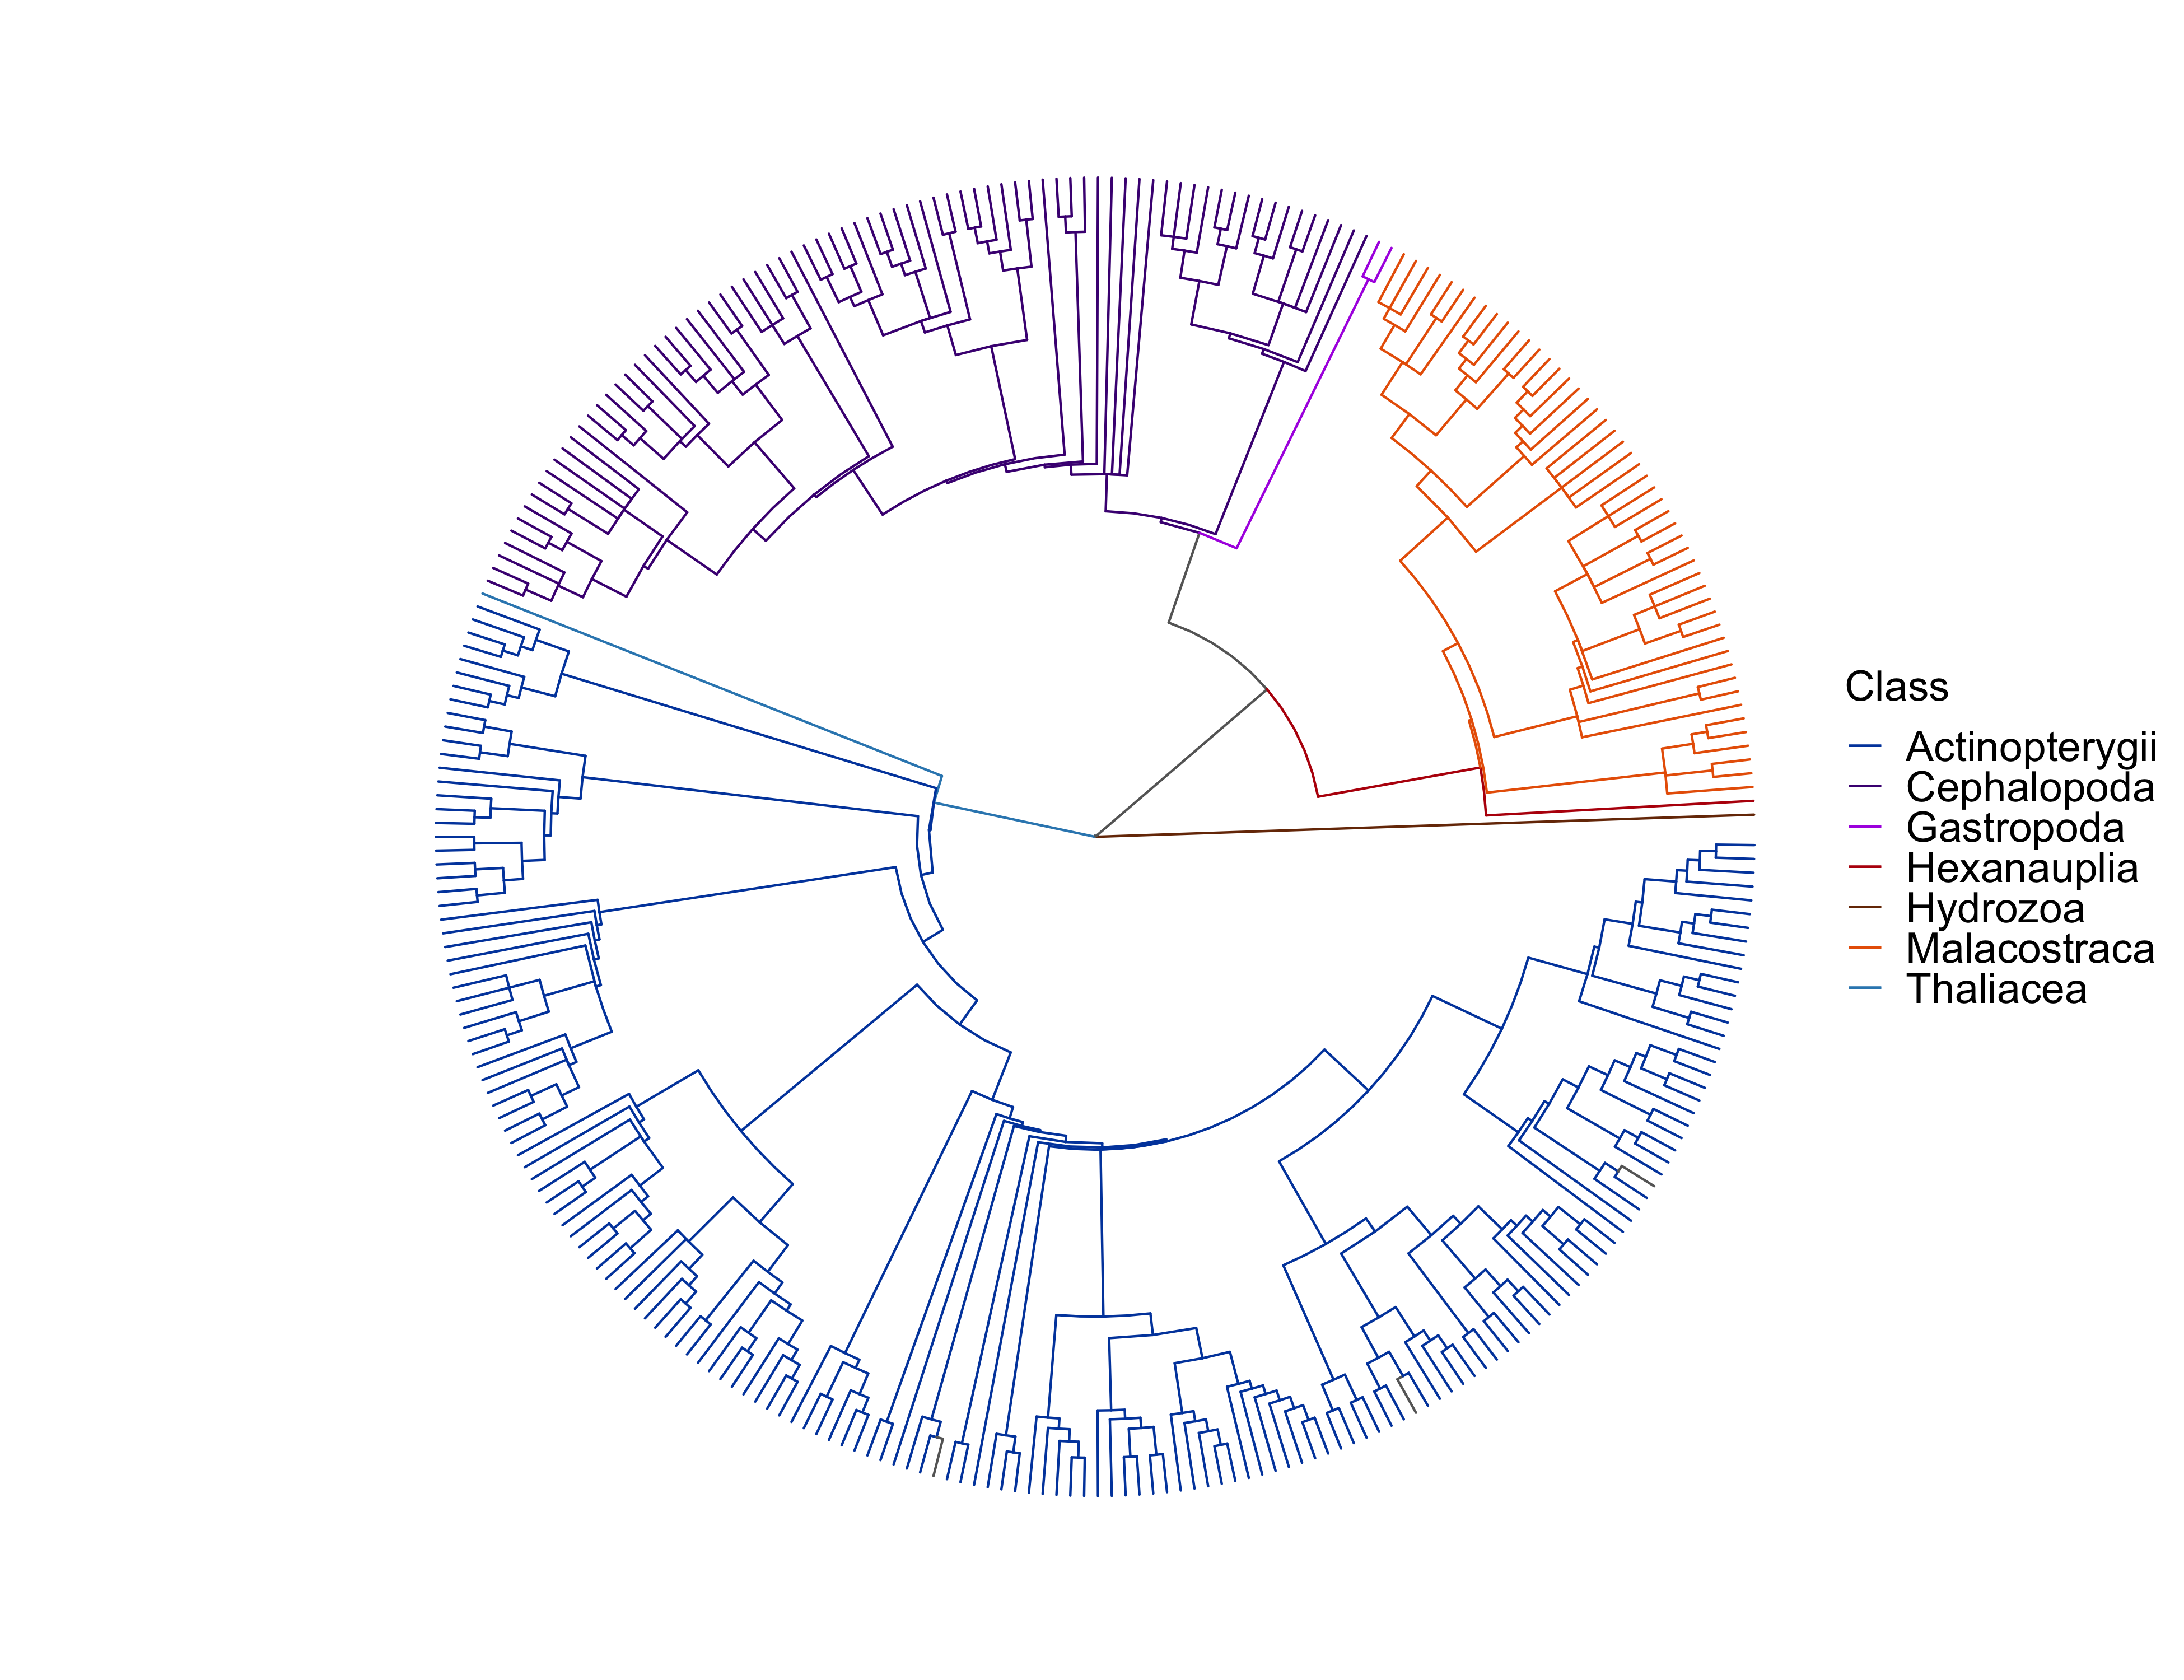 Class
Actinopterygii
Cephalopoda
Gastropoda
Hexanauplia
Hydrozoa
Malacostraca
Thaliacea